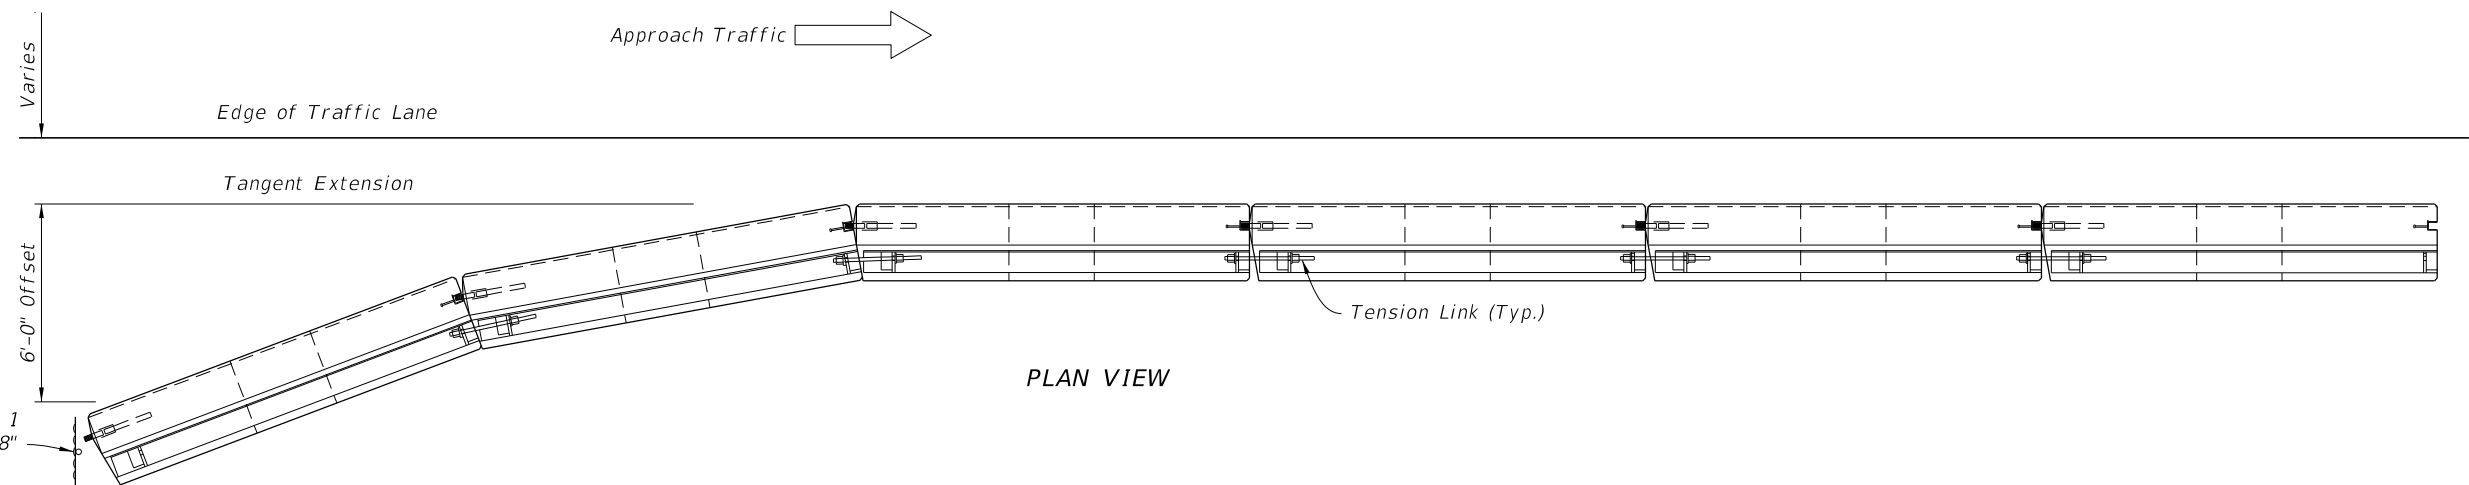 Approach Traffic
Varies
Edge of Traffic Lane
Tangent Extension
6'-0" Offset
Tension Link (Typ.)
PLAN VIEW
1
8"